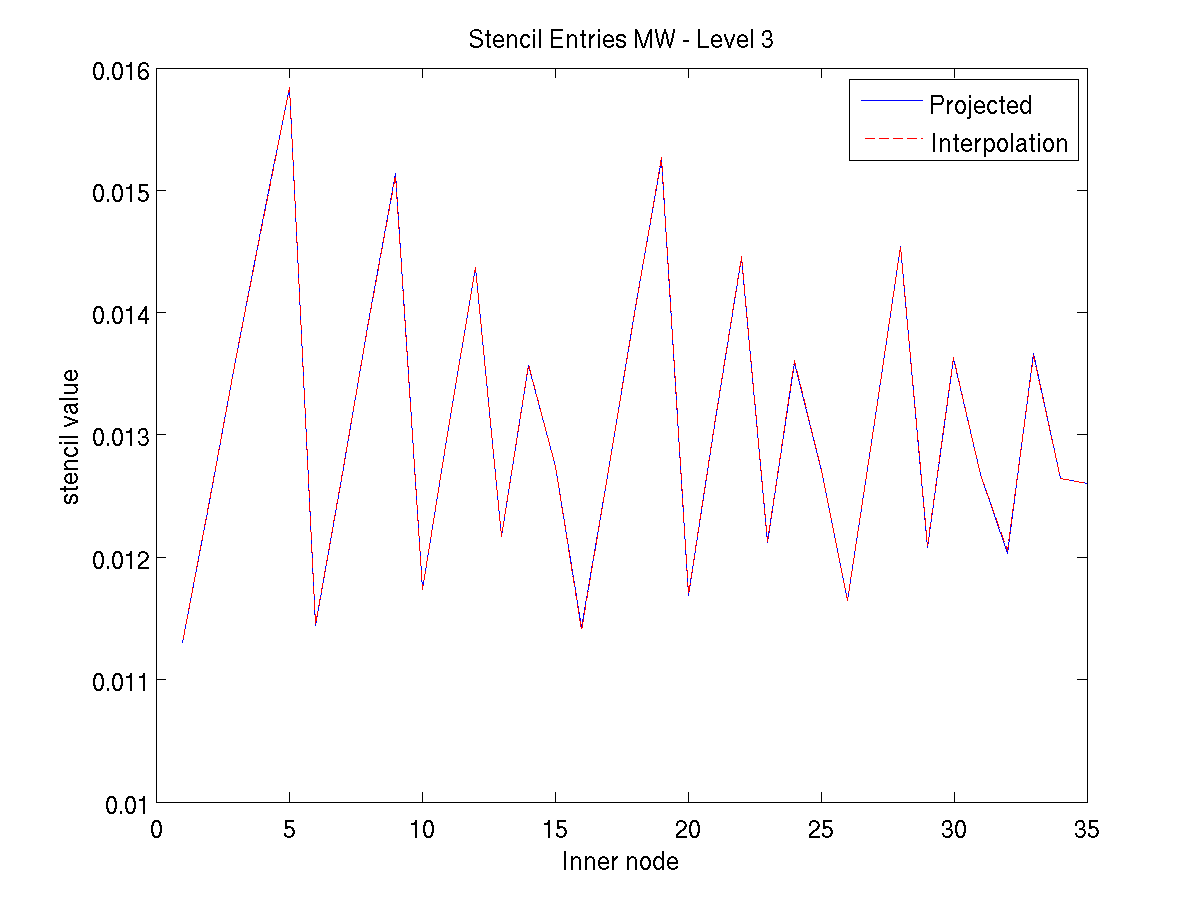 Stencil Entries MW - Level 3
Projected
Interpolation
stencil value
0.016
0.015
0.014
0.013
0.012
0.011
0.01
0 5 10 15 20 25 30 35
Inner node